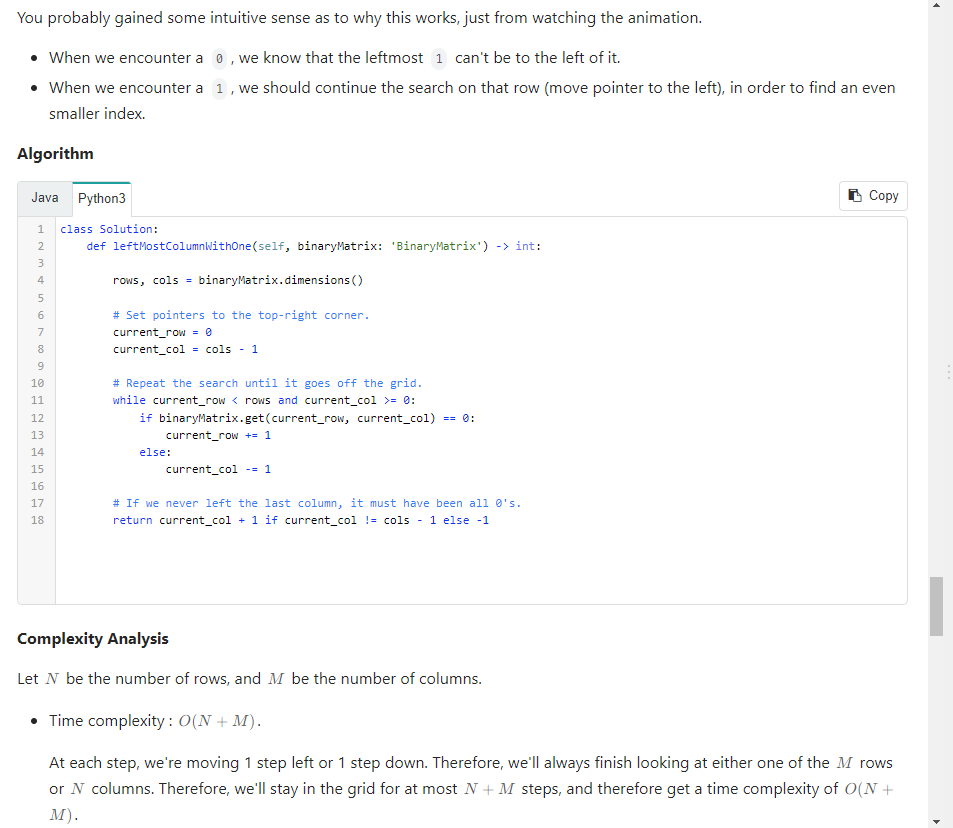 You probably gained some intuitive sense as to why this works, just from watching the animation.
• When we encounter a 0 , we know that the leftmost 1 can't be to the left of it.
• When we encounter a 1 , we should continue the search on that row (move pointer to the left), in order to find an even
smaller index.
Algorithm
Java Python3 Copy
1 class Solution:
2     def leftMostColumnWithOne(self, binaryMatrix: 'BinaryMatrix') -> int:
3
4         rows, cols = binaryMatrix.dimensions()
5
6         # Set pointers to the top-right corner.
7         current_row = 0
8         current_col = cols - 1
9
10         # Repeat the search until it goes off the grid.
11         while current_row < rows and current_col >= 0:
12             if binaryMatrix.get(current_row, current_col) == 0:
13                 current_row += 1
14             else:
15                 current_col -= 1
16
17         # If we never left the last column, it must have been all 0's.
18         return current_col + 1 if current_col != cols - 1 else -1
Complexity Analysis
Let N be the number of rows, and M be the number of columns.
• Time complexity : O(N + M).
At each step, we're moving 1 step left or 1 step down. Therefore, we'll always finish looking at either one of the M rows
or N columns. Therefore, we'll stay in the grid for at most N + M steps, and therefore get a time complexity of O(N +
M).